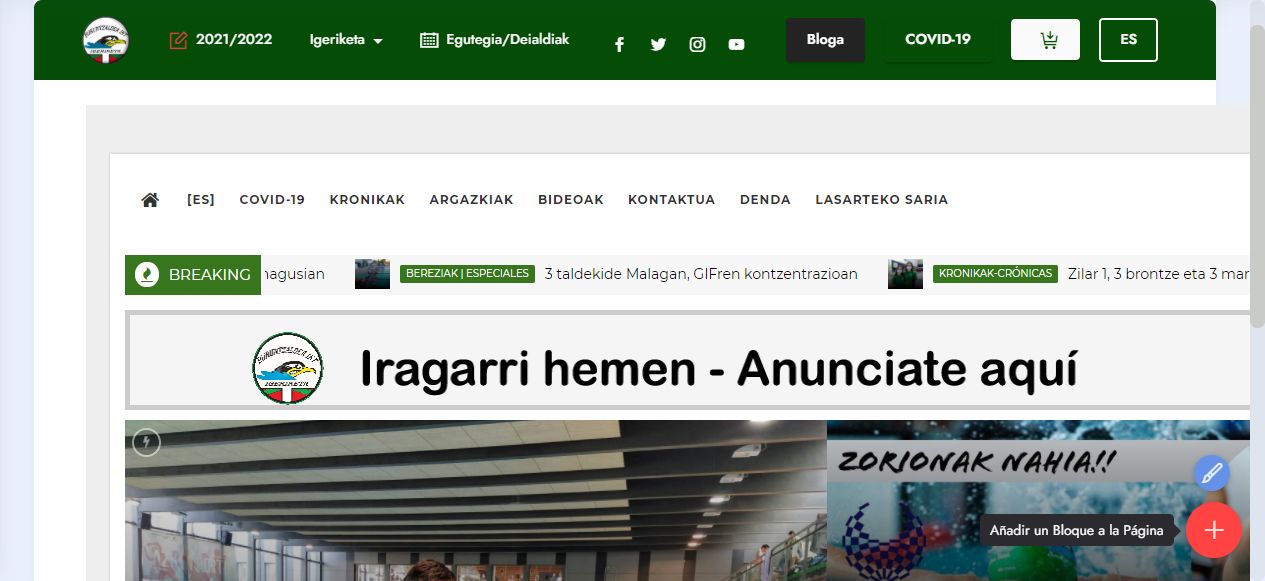 2021/2022 Igeriketa Egutegia/Deialdiak Bloga COVID-19 ES
[ES] COVID-19 KRONIKAK ARGAZKIAK BIDEOAK KONTAKTUA DENDA LASARTEKO SARIA
BREAKING nagusian BEREZIAK | ESPECIALES 3 taldekide Malagan, GIFren kontzentrazioan KRONIKAK-CRÓNICAS Zilar 1, 3 brontze eta 3 mar
IGERIKETA
Iragarri hemen - Anunciate aquí
ZORIONAK NAHIA!!
Añadir un Bloque a la Página